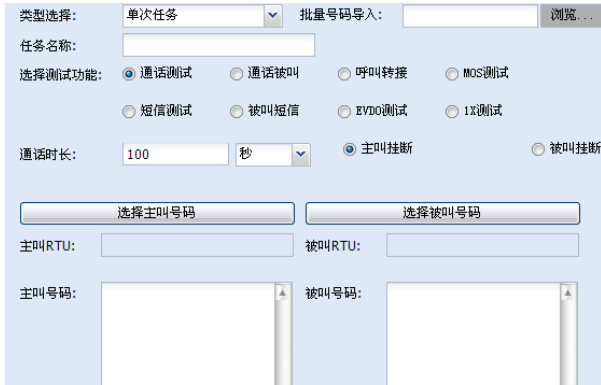 类型选择: 单次任务 批量号码导入: 浏览...
任务名称:
选择测试功能: 通话测试 通话被叫 呼叫转接 MOS测试
短信测试 被叫短信 EVDO测试 1X测试
通话时长: 100 秒 主叫挂断 被叫挂断
选择主叫号码 选择被叫号码
主叫RTU: 被叫RTU:
主叫号码: 被叫号码: